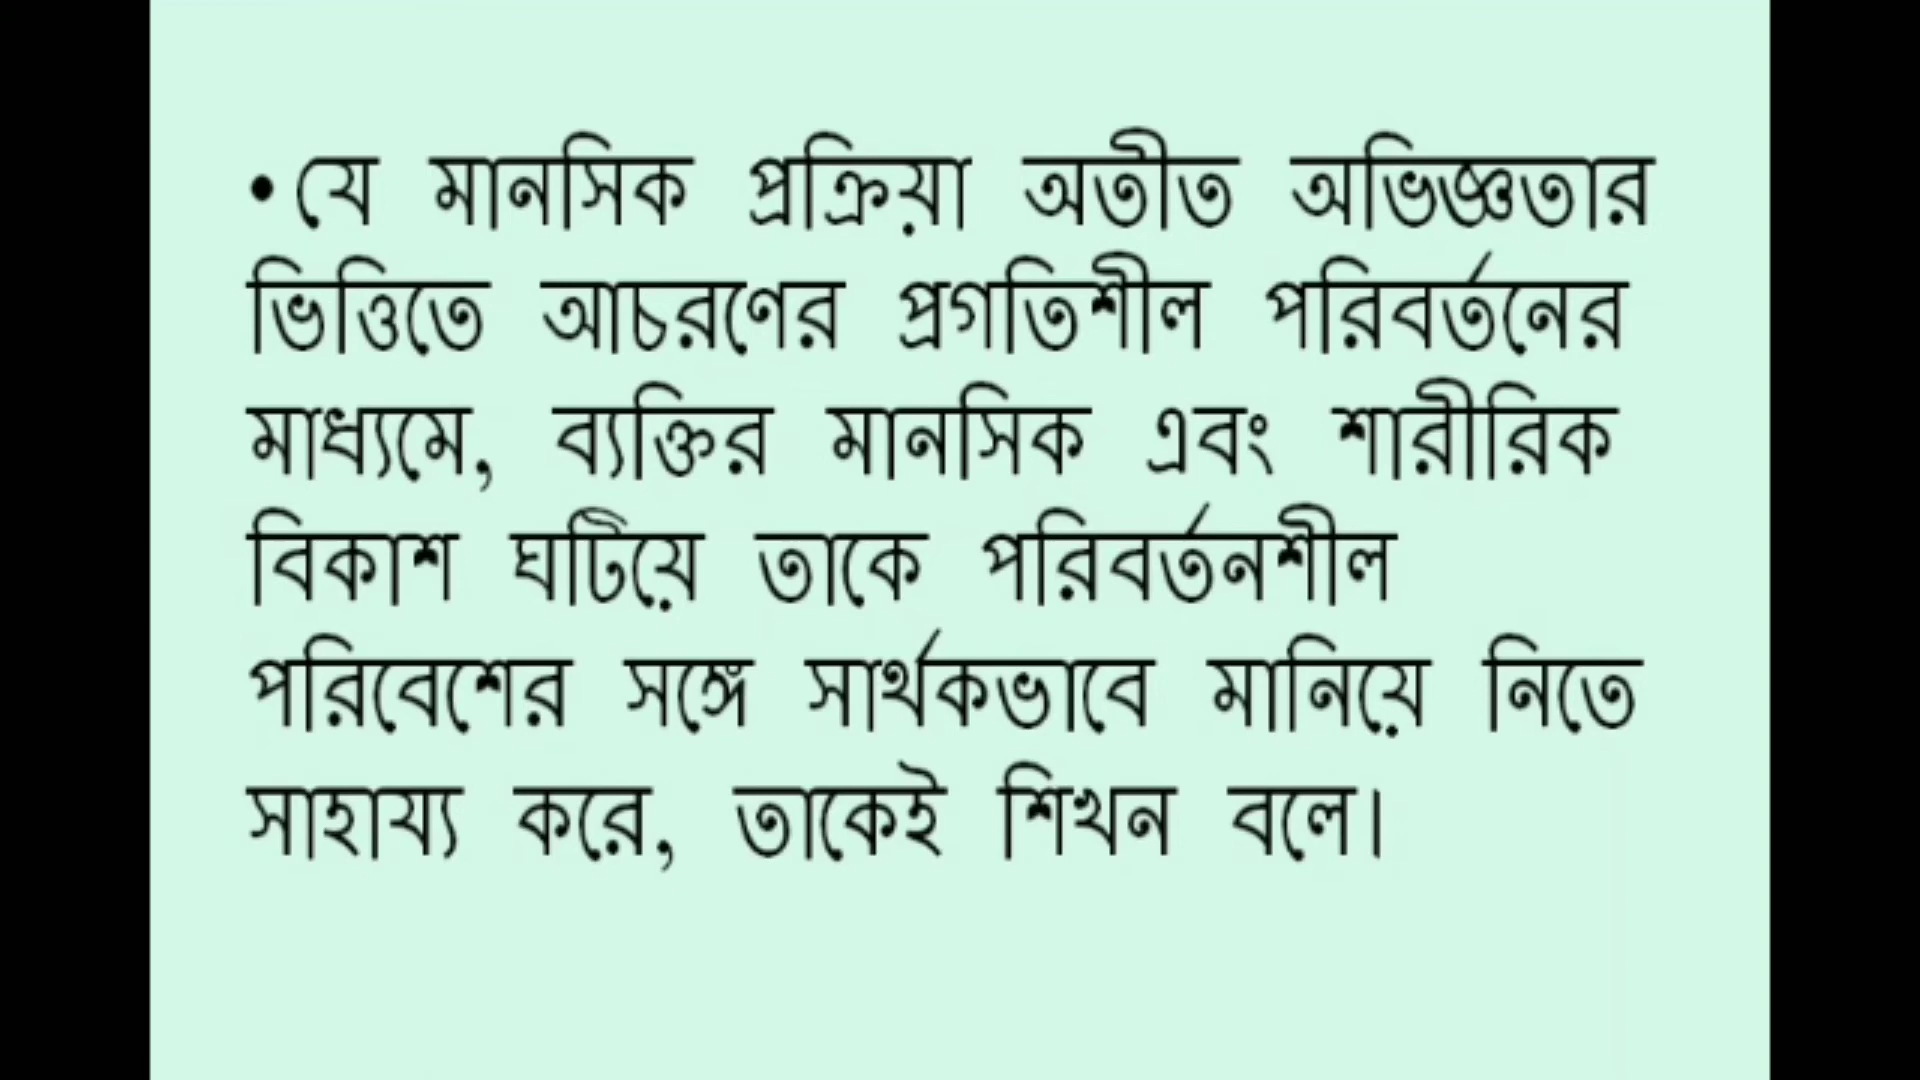 • যে মানসিক প্রক্রিয়া অতীত অভিজ্ঞতার
ভিত্তিতে আচরণের প্রগতিশীল পরিবর্তনের
মাধ্যমে, ব্যক্তির মানসিক এবং শারীরিক
বিকাশ ঘটিয়ে তাকে পরিবর্তনশীল
পরিবেশের সঙ্গে সার্থকভাবে মানিয়ে নিতে
সাহায্য করে, তাকেই শিখন বলে।